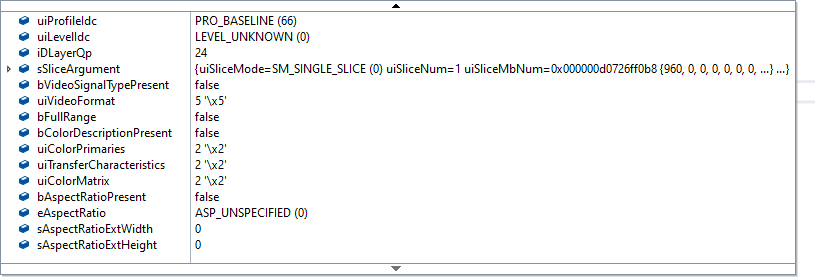 uiProfileIdc PRO_BASELINE (66)
uiLevelIdc LEVEL_UNKNOWN (0)
iDLayerQp 24
sSliceArgument {uiSliceMode=SM_SINGLE_SLICE (0) uiSliceNum=1 uiSliceMbNum=0x000000d0726ff0b8 {960, 0, 0, 0, 0, 0, 0, ...} ...}
bVideoSignalTypePresent false
uiVideoFormat 5 '\x5'
bFullRange false
bColorDescriptionPresent false
uiColorPrimaries 2 '\x2'
uiTransferCharacteristics 2 '\x2'
uiColorMatrix 2 '\x2'
bAspectRatioPresent false
eAspectRatio ASP_UNSPECIFIED (0)
sAspectRatioExtWidth 0
sAspectRatioExtHeight 0